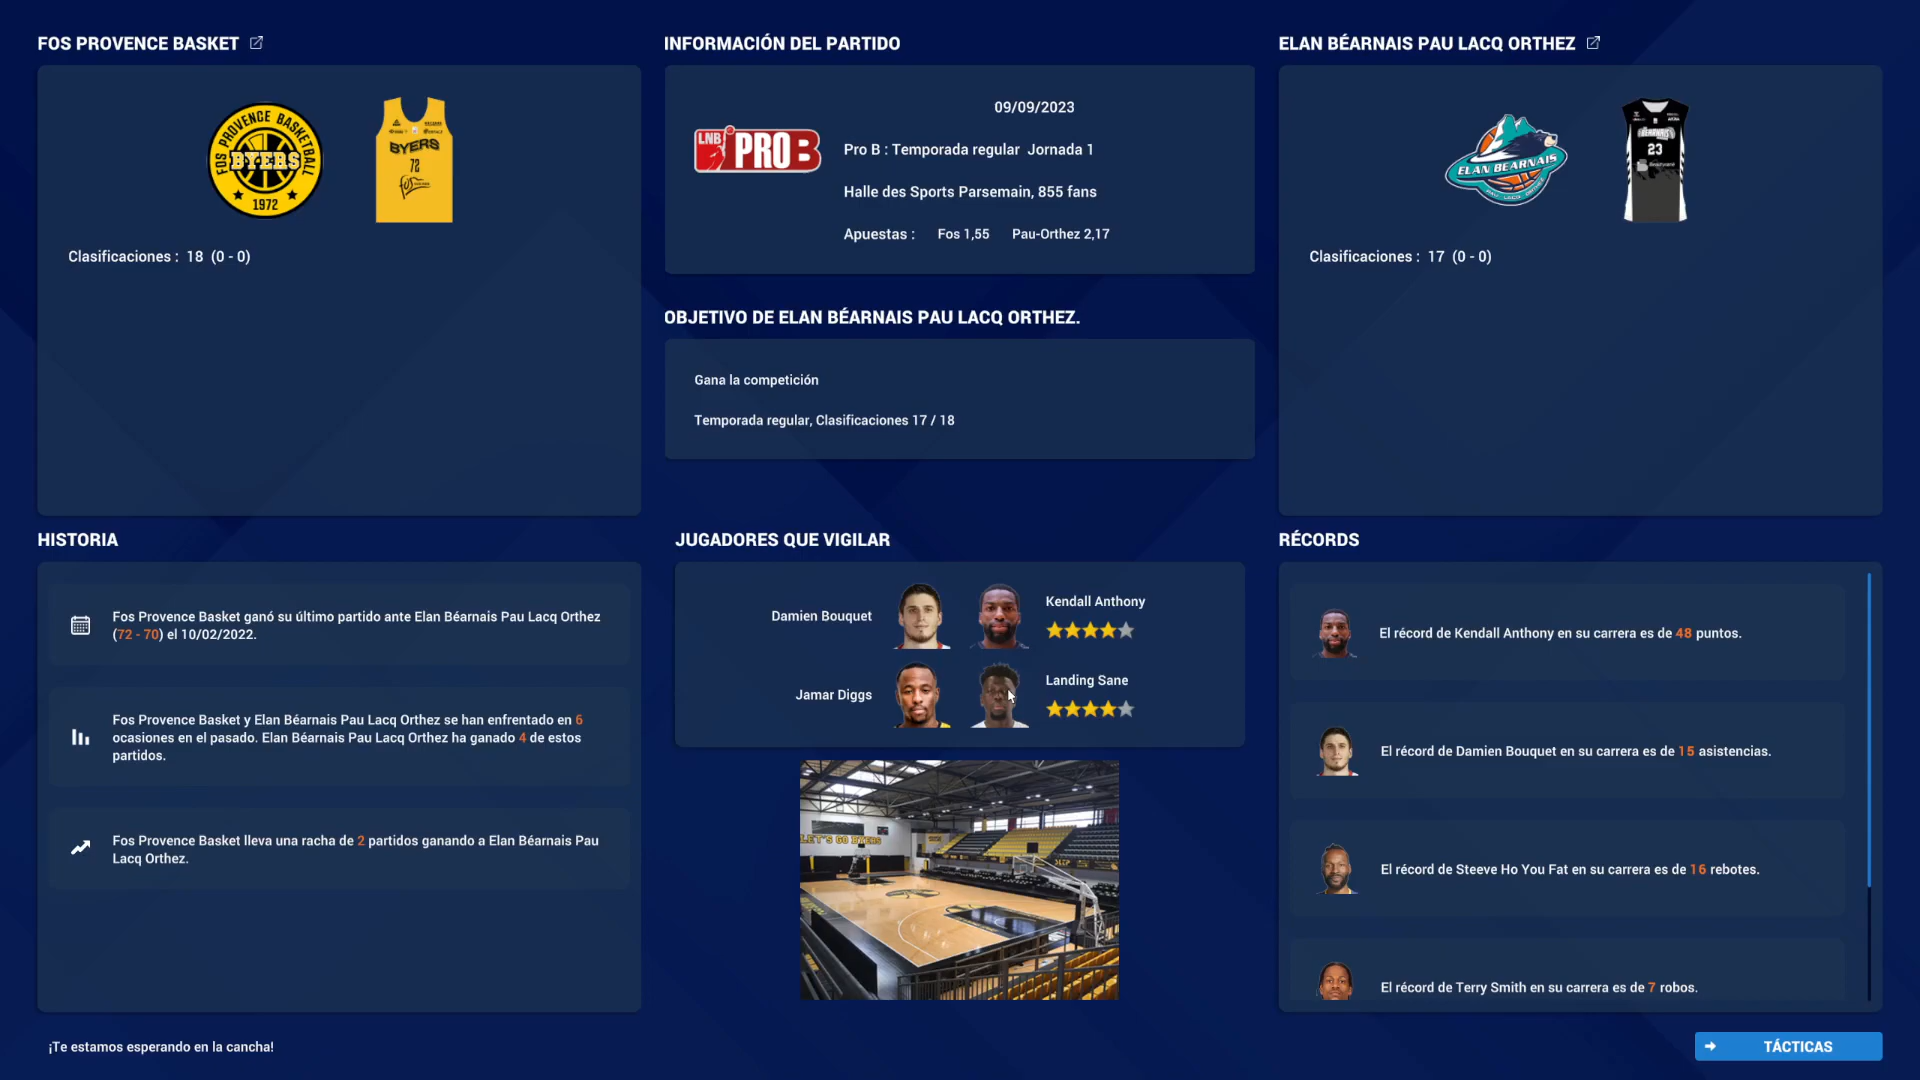 FOS PROVENCE BASKET
FOS PROVENCE BASKETBALL
BYERS
1972
BYERS
72
Clasificaciones : 18 (0 - 0)
INFORMACIÓN DEL PARTIDO
LNB PRO B
09/09/2023
Pro B : Temporada regular Jornada 1
Halle des Sports Parsemain, 855 fans
Apuestas : Fos 1,55 Pau-Orthez 2,17
OBJETIVO DE ELAN BÉARNAIS PAU LACQ ORTHEZ.
Gana la competición
Temporada regular, Clasificaciones 17 / 18
ELAN BÉARNAIS PAU LACQ ORTHEZ
ELAN BEARNAIS
PAU LACQ ORTHEZ
23
Clasificaciones : 17 (0 - 0)
HISTORIA
Fos Provence Basket ganó su último partido ante Elan Béarnais Pau Lacq Orthez
(72 - 70) el 10/02/2022.
Fos Provence Basket y Elan Béarnais Pau Lacq Orthez se han enfrentado en 6
ocasiones en el pasado. Elan Béarnais Pau Lacq Orthez ha ganado 4 de estos
partidos.
Fos Provence Basket lleva una racha de 2 partidos ganando a Elan Béarnais Pau
Lacq Orthez.
JUGADORES QUE VIGILAR
Damien Bouquet
Kendall Anthony
Jamar Diggs
Landing Sane
LET'S GO BYERS
RÉCORDS
El récord de Kendall Anthony en su carrera es de 48 puntos.
El récord de Damien Bouquet en su carrera es de 15 asistencias.
El récord de Steeve Ho You Fat en su carrera es de 16 rebotes.
El récord de Terry Smith en su carrera es de 7 robos.
¡Te estamos esperando en la cancha!
TÁCTICAS